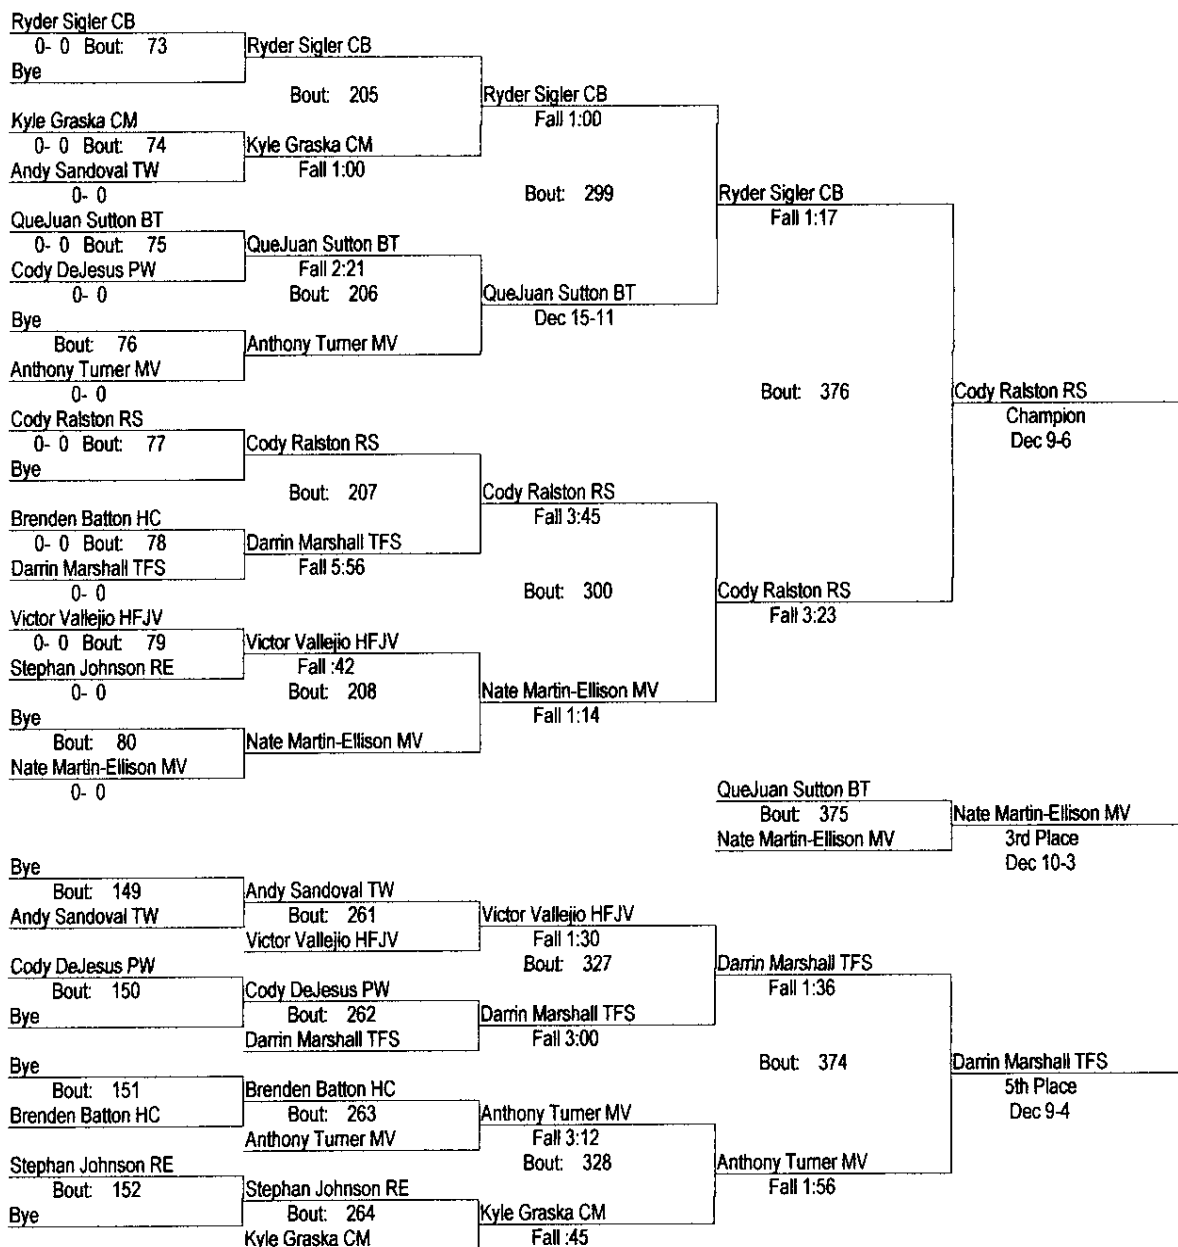 Ryder Sigler CB
0- 0 Bout: 73
Bye
Ryder Sigler CB
Bout: 205
Kyle Graska CM
0- 0 Bout: 74
Andy Sandoval TW
0- 0
Kyle Graska CM
Fall 1:00
Ryder Sigler CB
Fall 1:00
Bout: 299
QueJuan Sutton BT
0- 0 Bout: 75
Cody DeJesus PW
0- 0
QueJuan Sutton BT
Fall 2:21
Bout: 206
Bye
Bout: 76
Anthony Turner MV
0- 0
Anthony Turner MV
QueJuan Sutton BT
Dec 15-11
Ryder Sigler CB
Fall 1:17
Bout: 376
Cody Ralston RS
Champion
Dec 9-6
Cody Ralston RS
0- 0 Bout: 77
Bye
Cody Ralston RS
Bout: 207
Brenden Batton HC
0- 0 Bout: 78
Darrin Marshall TFS
0- 0
Darrin Marshall TFS
Fall 5:56
Cody Ralston RS
Fall 3:45
Bout: 300
Victor Vallejio HFJV
0- 0 Bout: 79
Stephan Johnson RE
0- 0
Victor Vallejio HFJV
Fall :42
Bout: 208
Bye
Bout: 80
Nate Martin-Ellison MV
0- 0
Nate Martin-Ellison MV
Nate Martin-Ellison MV
Fall 1:14
Cody Ralston RS
Fall 3:23
QueJuan Sutton BT
Bout: 375
Nate Martin-Ellison MV
Nate Martin-Ellison MV
3rd Place
Dec 10-3
Bye
Bout: 149
Andy Sandoval TW
Andy Sandoval TW
Bout: 261
Victor Vallejio HFJV
Victor Vallejio HFJV
Fall 1:30
Bout: 327
Cody DeJesus PW
Bout: 150
Bye
Cody DeJesus PW
Bout: 262
Darrin Marshall TFS
Darrin Marshall TFS
Fall 3:00
Darrin Marshall TFS
Fall 1:36
Bout: 374
Darrin Marshall TFS
5th Place
Dec 9-4
Bye
Bout: 151
Brenden Batton HC
Brenden Batton HC
Bout: 263
Anthony Turner MV
Anthony Turner MV
Fall 3:12
Bout: 328
Stephan Johnson RE
Bout: 152
Bye
Stephan Johnson RE
Bout: 264
Kyle Graska CM
Kyle Graska CM
Fall :45
Anthony Turner MV
Fall 1:56